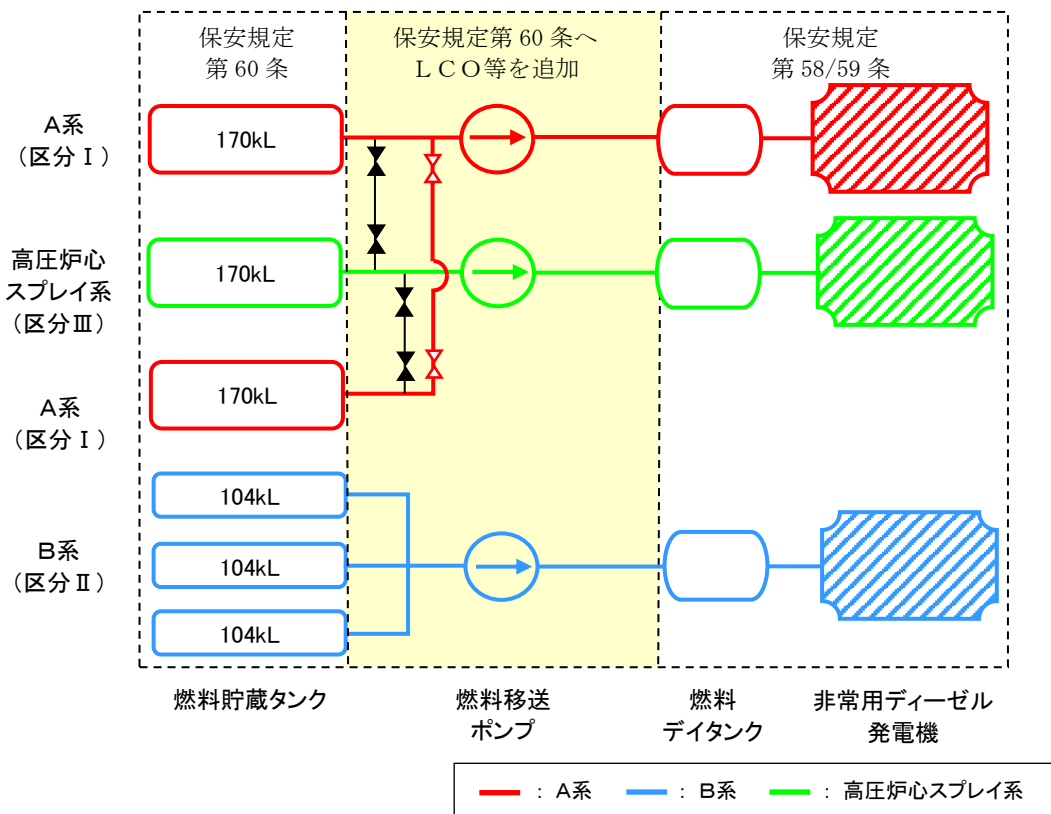 保安規定
第 60 条
保安規定第 60 条へ
ＬＣＯ等を追加
保安規定
第 58/59 条
A系
（区分Ⅰ）
170kL
高圧炉心
スプレイ系
（区分Ⅲ）
170kL
A系
（区分Ⅰ）
170kL
B系
（区分Ⅱ）
104kL
104kL
104kL
燃料貯蔵タンク
燃料移送
ポンプ
燃料
デイタンク
非常用ディーゼル
発電機
： A系
： B系
： 高圧炉心スプレイ系